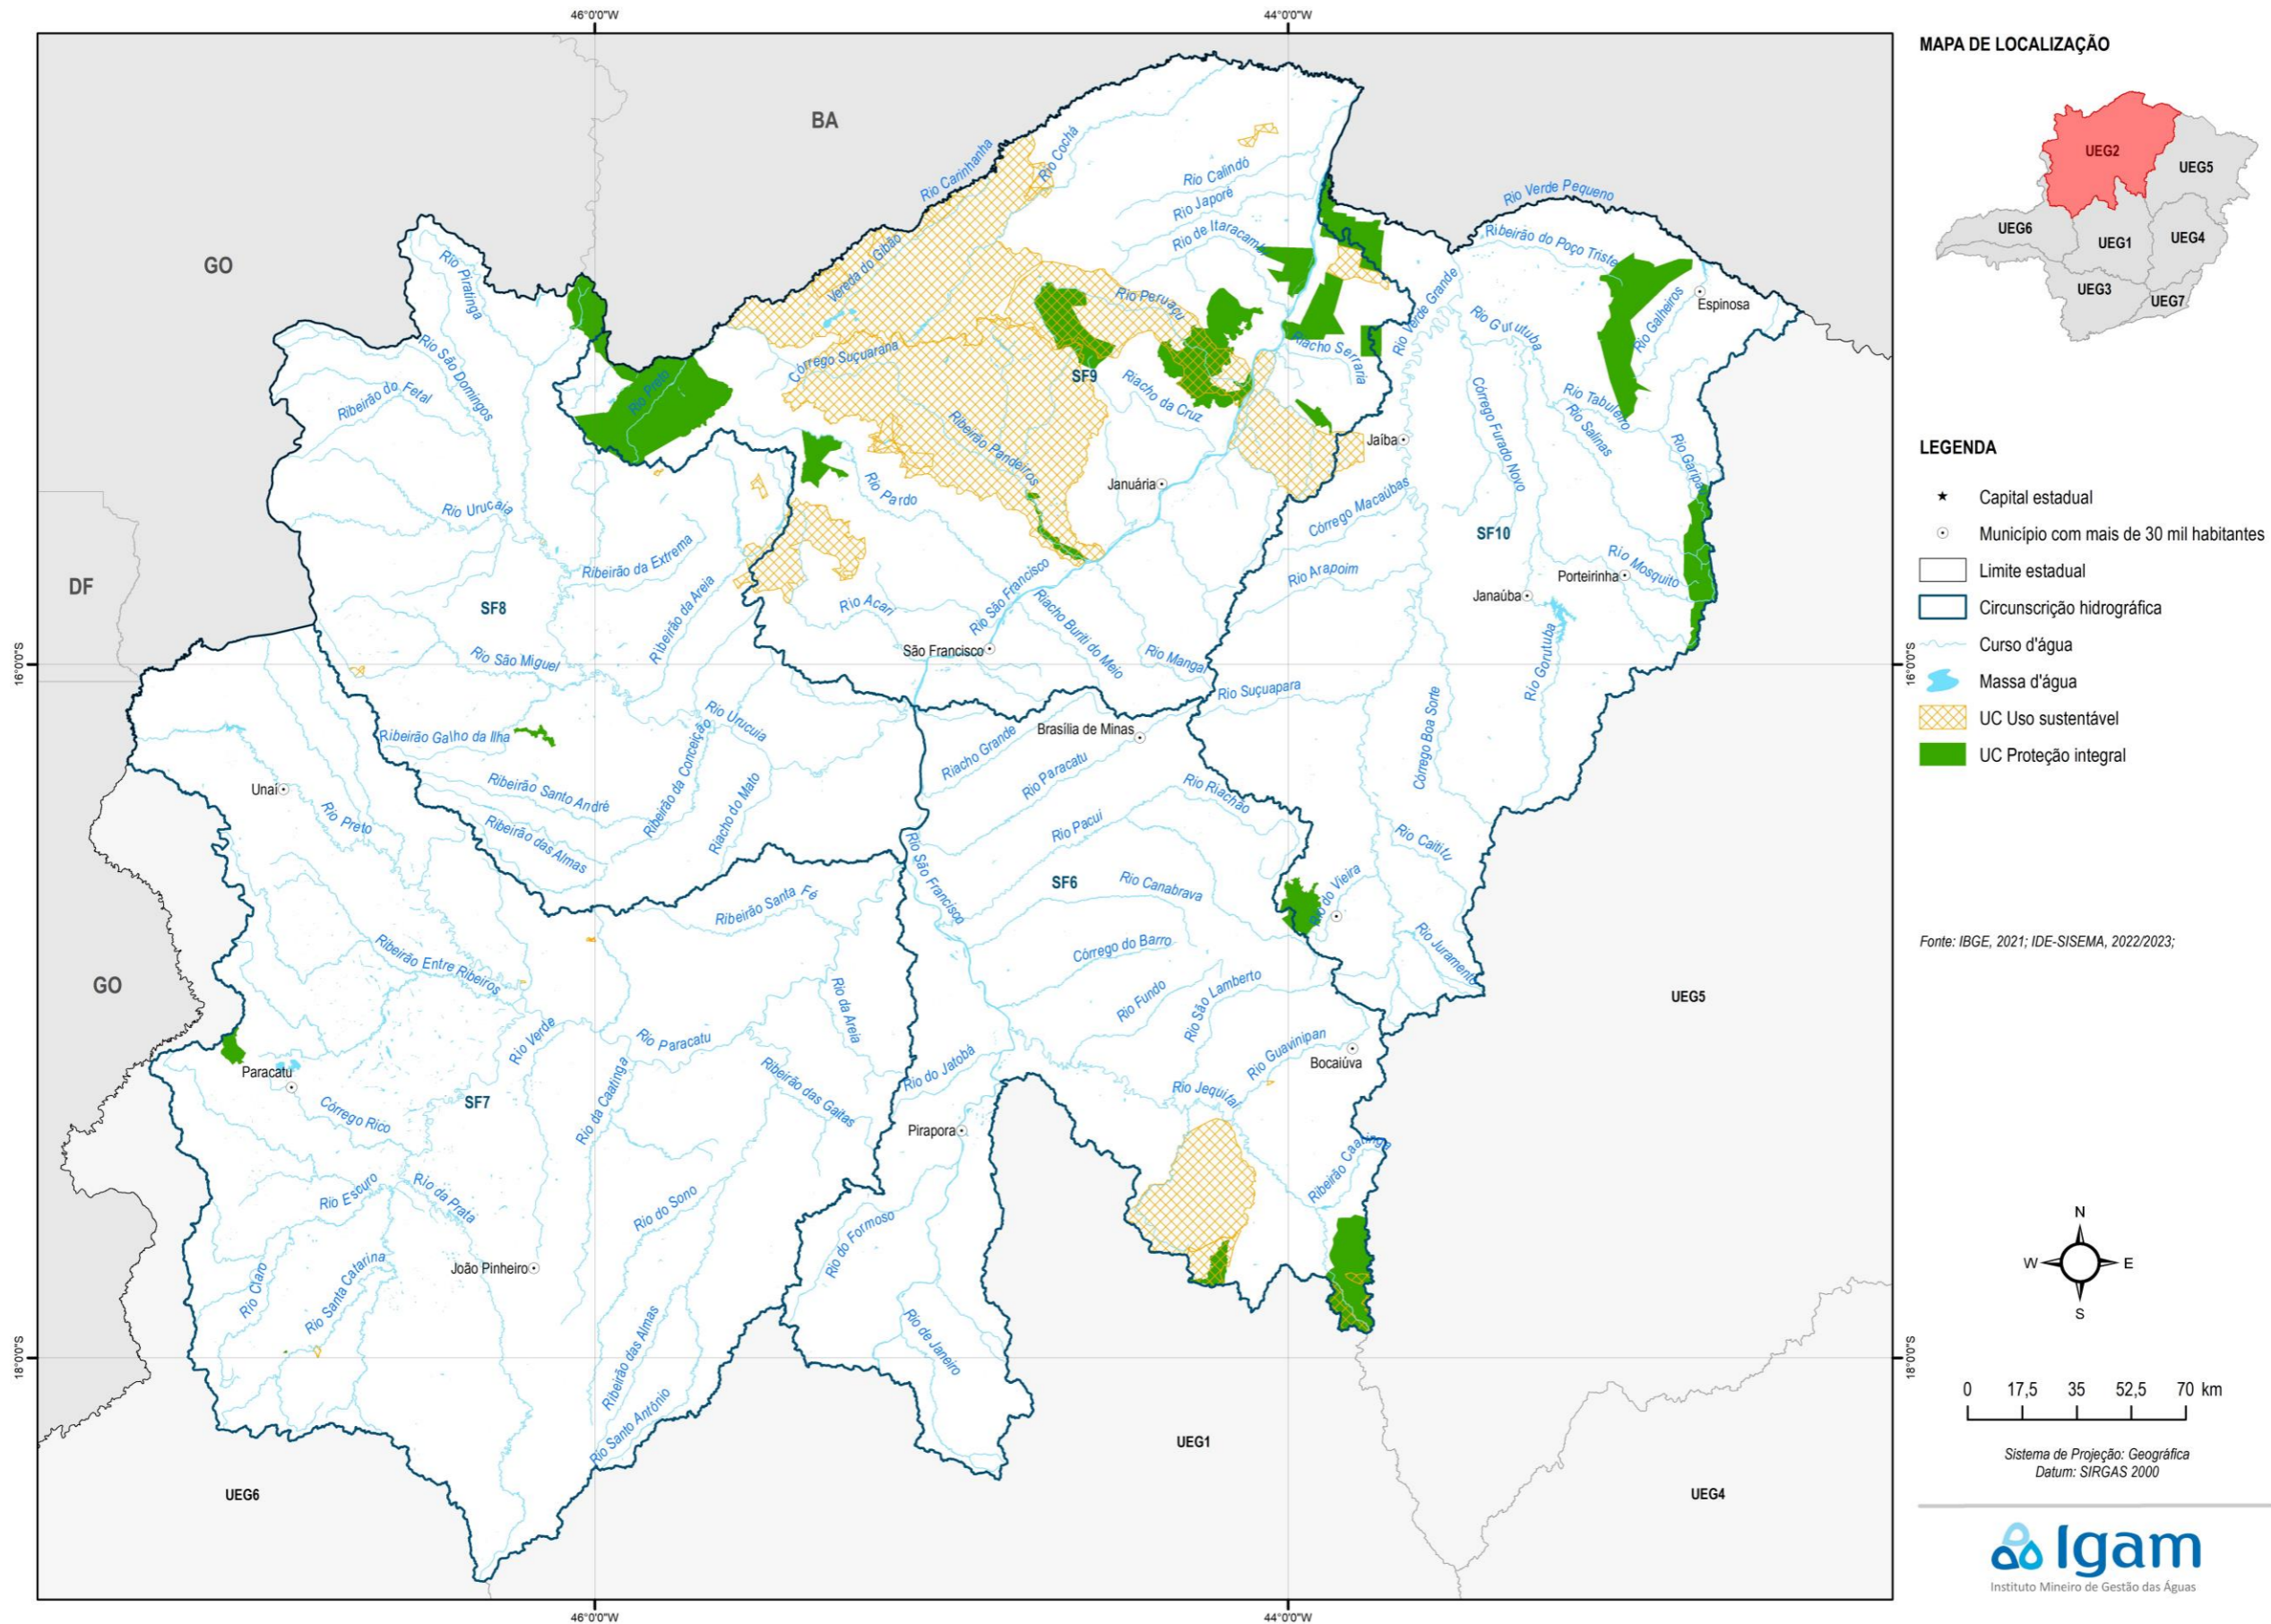 46°0'0"W
44°0'0"W
MAPA DE LOCALIZAÇÃO
UEG2
UEG5
UEG6
UEG1
UEG4
UEG3
UEG7
BA
GO
Rio Carinhanha
Rio Cochá
Rio Calindó
Rio Japoré
Rio de Itaracambi
Rio Verde Pequeno
Ribeirão do Poço Triste
Rio Piratinga
Vereda do Gibão
Rio Peruaçu
Rio Verde Grande
Rio Galheiros
Espinosa
Rio São Domingos
Córrego Suçuarana
Riacho Serraria
SF9
Rio Preto
Ribeirão do Fetal
Riacho da Cruz
Córrego Furado Novo
Rio Tabuleiro
Rio Salinas
Ribeirão Pandeiros
Jaíba
LEGENDA
Rio Pardo
Januária
Rio Urucaia
Córrego Macaúbas
SF10
Capital estadual
Município com mais de 30 mil habitantes
Limite estadual
Circunscrição hidrográfica
Curso d'água
Massa d'água
UC Uso sustentável
UC Proteção integral
DF
Ribeirão da Extrema
Rio Arapoim
Porteirinha
Rio Mosquito
Janaúba
SF8
Ribeirão da Areia
Rio Acari
Rio São Francisco
Riacho Buriti do Meio
Rio Gorutuba
São Francisco
Rio Mangai
16°0'0"S
16°0'0"S
Rio São Miguel
Rio Suçuapara
Ribeirão Galho da Ilha
Rio Urucuia
Brasília de Minas
Riacho Grande
Córrego Boa Sorte
Ribeirão da Conceição
Rio Paracatu
Unaí
Ribeirão Santo André
Riacho do Mato
Rio Riachão
Rio Preto
Ribeirão das Almas
Rio Pacuí
Rio Caititu
Rio São Francisco
SF6
Rio Canabrava
Rio do Vieira
Ribeirão Santa Fé
Córrego do Barro
Rio Juramento
Fonte: IBGE, 2021; IDE-SISEMA, 2022/2023;
Ribeirão Entre Ribeiros
GO
Rio da Areia
Rio Fundo
Rio São Lamberto
UEG5
Rio Verde
Rio Paracatu
Rio Guavinipan
Bocaiúva
Paracatu
Rio do Jatobá
Rio da Caatinga
Ribeirão das Gaitas
Rio Jequitaí
SF7
Córrego Rico
Pirapora
Ribeirão Caatinga
Rio Escuro
Rio da Prata
Rio do Sono
Rio do Formoso
N
W
E
S
João Pinheiro
Rio Claro
Rio Santa Catarina
Ribeirão das Almas
Rio de Janeiro
18°0'0"S
18°0'0"S
0 17,5 35 52,5 70 km
Rio Santo Antônio
UEG1
Sistema de Projeção: Geográfica
Datum: SIRGAS 2000
UEG6
UEG4
Igam
Instituto Mineiro de Gestão das Águas
46°0'0"W
44°0'0"W